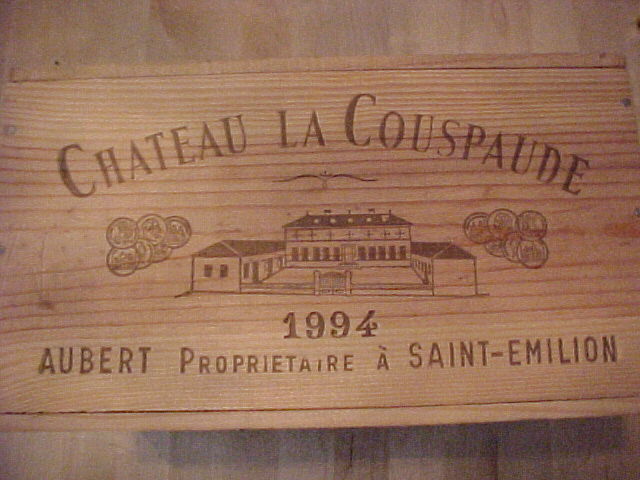 CHATEAU LA COUSPAUDE
1994
AUBERT PROPRIETAIRE À SAINT-EMILION